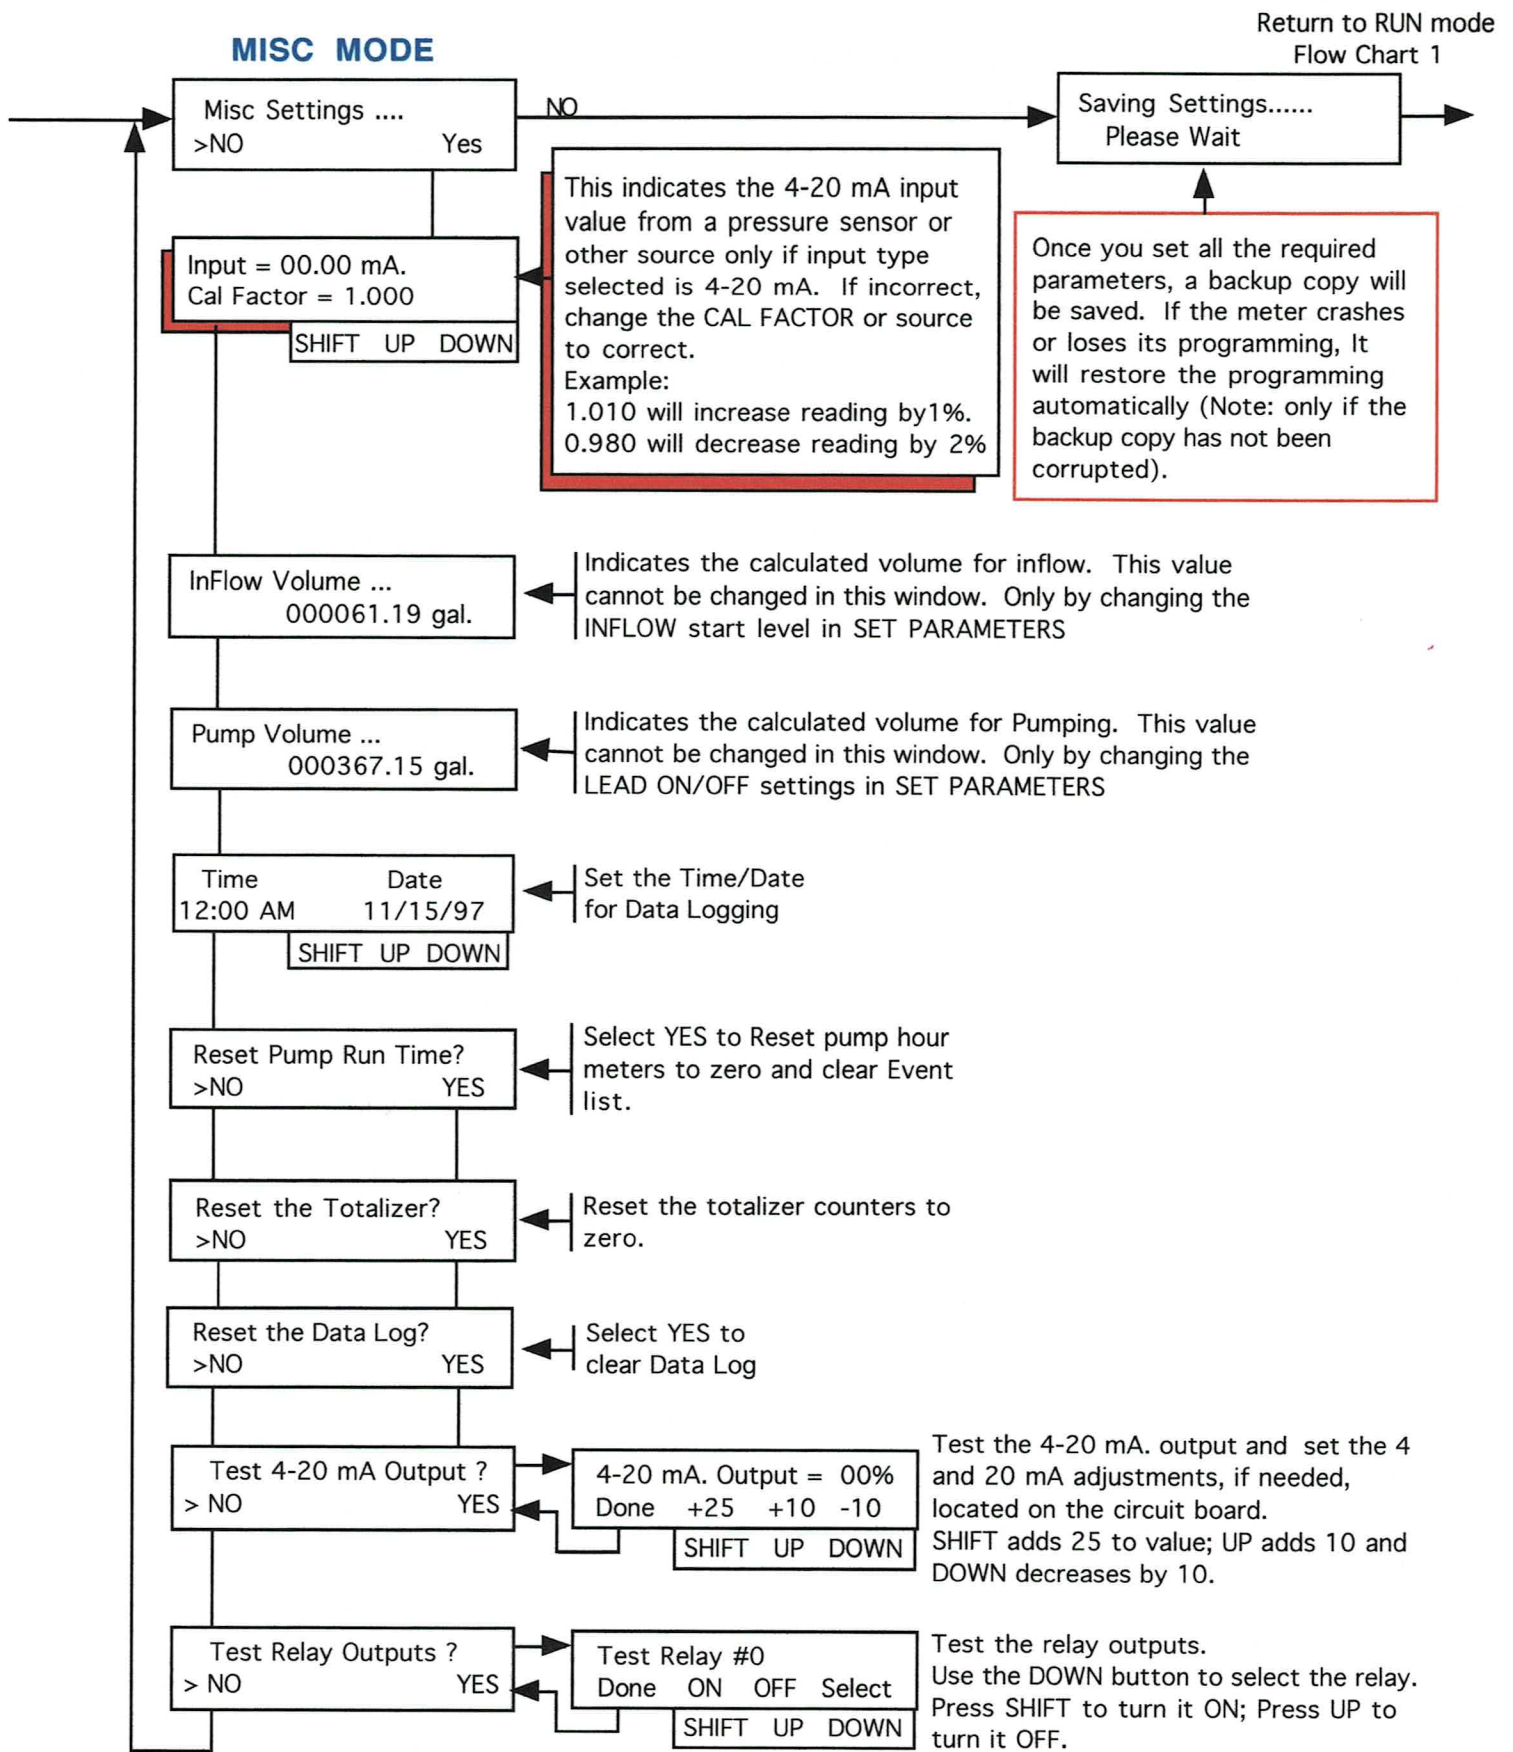 Return to RUN mode
Flow Chart 1
MISC MODE
Misc Settings ....
>NO Yes
NO
Saving Settings......
Please Wait
Input = 00.00 mA.
Cal Factor = 1.000
SHIFT UP DOWN
This indicates the 4-20 mA input
value from a pressure sensor or
other source only if input type
selected is 4-20 mA. If incorrect,
change the CAL FACTOR or source
to correct.
Example:
1.010 will increase reading by1%.
0.980 will decrease reading by 2%
Once you set all the required
parameters, a backup copy will
be saved. If the meter crashes
or loses its programming, It
will restore the programming
automatically (Note: only if the
backup copy has not been
corrupted).
InFlow Volume ...
000061.19 gal.
Indicates the calculated volume for inflow. This value
cannot be changed in this window. Only by changing the
INFLOW start level in SET PARAMETERS
Pump Volume ...
000367.15 gal.
Indicates the calculated volume for Pumping. This value
cannot be changed in this window. Only by changing the
LEAD ON/OFF settings in SET PARAMETERS
Time Date
12:00 AM 11/15/97
SHIFT UP DOWN
Set the Time/Date
for Data Logging
Reset Pump Run Time?
>NO YES
Select YES to Reset pump hour
meters to zero and clear Event
list.
Reset the Totalizer?
>NO YES
Reset the totalizer counters to
zero.
Reset the Data Log?
>NO YES
Select YES to
clear Data Log
Test 4-20 mA Output ?
> NO YES
4-20 mA. Output = 00%
Done +25 +10 -10
SHIFT UP DOWN
Test the 4-20 mA. output and set the 4
and 20 mA adjustments, if needed,
located on the circuit board.
SHIFT adds 25 to value; UP adds 10 and
DOWN decreases by 10.
Test Relay Outputs ?
> NO YES
Test Relay #0
Done ON OFF Select
SHIFT UP DOWN
Test the relay outputs.
Use the DOWN button to select the relay.
Press SHIFT to turn it ON; Press UP to
turn it OFF.